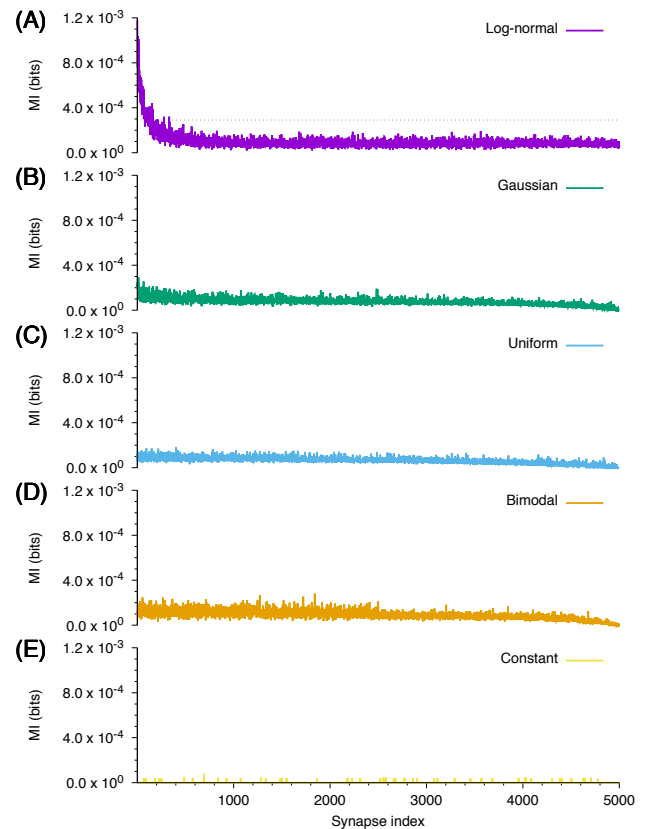 (A)
1.2 x 10-3
8.0 x 10-4
4.0 x 10-4
0.0 x 100
MI (bits)
Log-normal
(B)
1.2 x 10-3
8.0 x 10-4
4.0 x 10-4
0.0 x 100
MI (bits)
Gaussian
(C)
1.2 x 10-3
8.0 x 10-4
4.0 x 10-4
0.0 x 100
MI (bits)
Uniform
(D)
1.2 x 10-3
8.0 x 10-4
4.0 x 10-4
0.0 x 100
MI (bits)
Bimodal
(E)
1.2 x 10-3
8.0 x 10-4
4.0 x 10-4
0.0 x 100
MI (bits)
Constant
1000 2000 3000 4000 5000
Synapse index